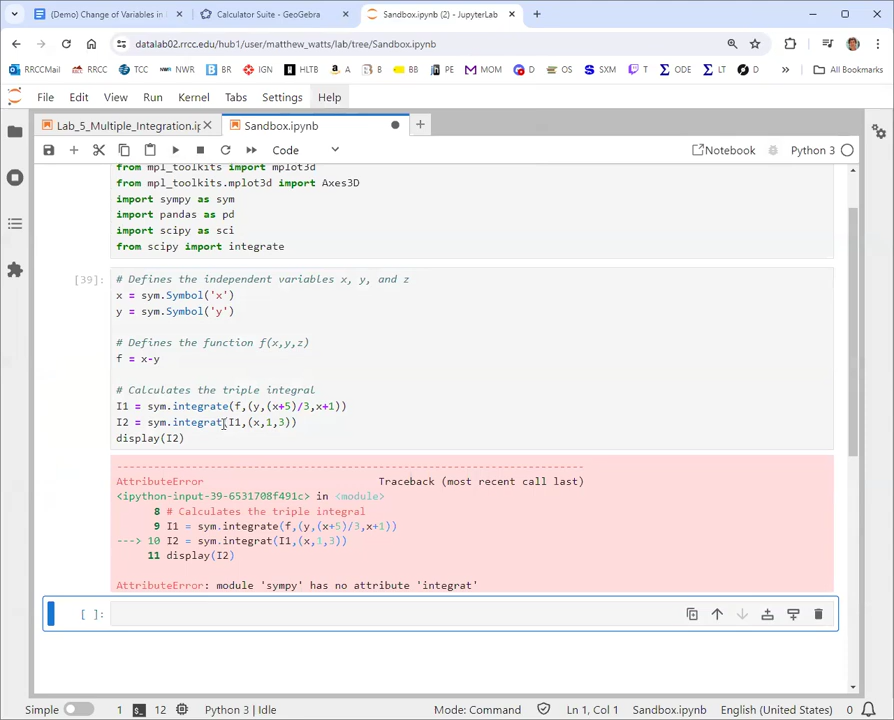 (Demo) Change of Variables in
Calculator Suite - GeoGebra
Sandbox.ipynb (2) - JupyterLab
datalab02.rrcc.edu/hub1/user/matthew_watts/lab/tree/Sandbox.ipynb
RRCCMail RRCC TCC NWR BR IGN HLTB A B BB PE MOM D OS SXM T ODE LT D All Bookmarks
File Edit View Run Kernel Tabs Settings Help
Lab_5_Multiple_Integration.ip
Sandbox.ipynb
Code Notebook Python 3
from mpl_toolkits import mplot3d
from mpl_toolkits.mplot3d import Axes3D
import sympy as sym
import pandas as pd
import scipy as sci
from scipy import integrate
[39]: # Defines the independent variables x, y, and z
x = sym.Symbol('x')
y = sym.Symbol('y')
# Defines the function f(x,y,z)
f = x-y
# Calculates the triple integral
I1 = sym.integrate(f,(y,(x+5)/3,x+1))
I2 = sym.integrat(I1,(x,1,3))
display(I2)
---------------------------------------------------------------------------
AttributeError Traceback (most recent call last)
<ipython-input-39-6531708f491c> in <module>
8 # Calculates the triple integral
9 I1 = sym.integrate(f,(y,(x+5)/3,x+1))
---> 10 I2 = sym.integrat(I1,(x,1,3))
11 display(I2)
AttributeError: module 'sympy' has no attribute 'integrat'
[ ]:
Simple 1 $_ 12 Python 3 | Idle Mode: Command Ln 1, Col 1 Sandbox.ipynb English (United States) 0